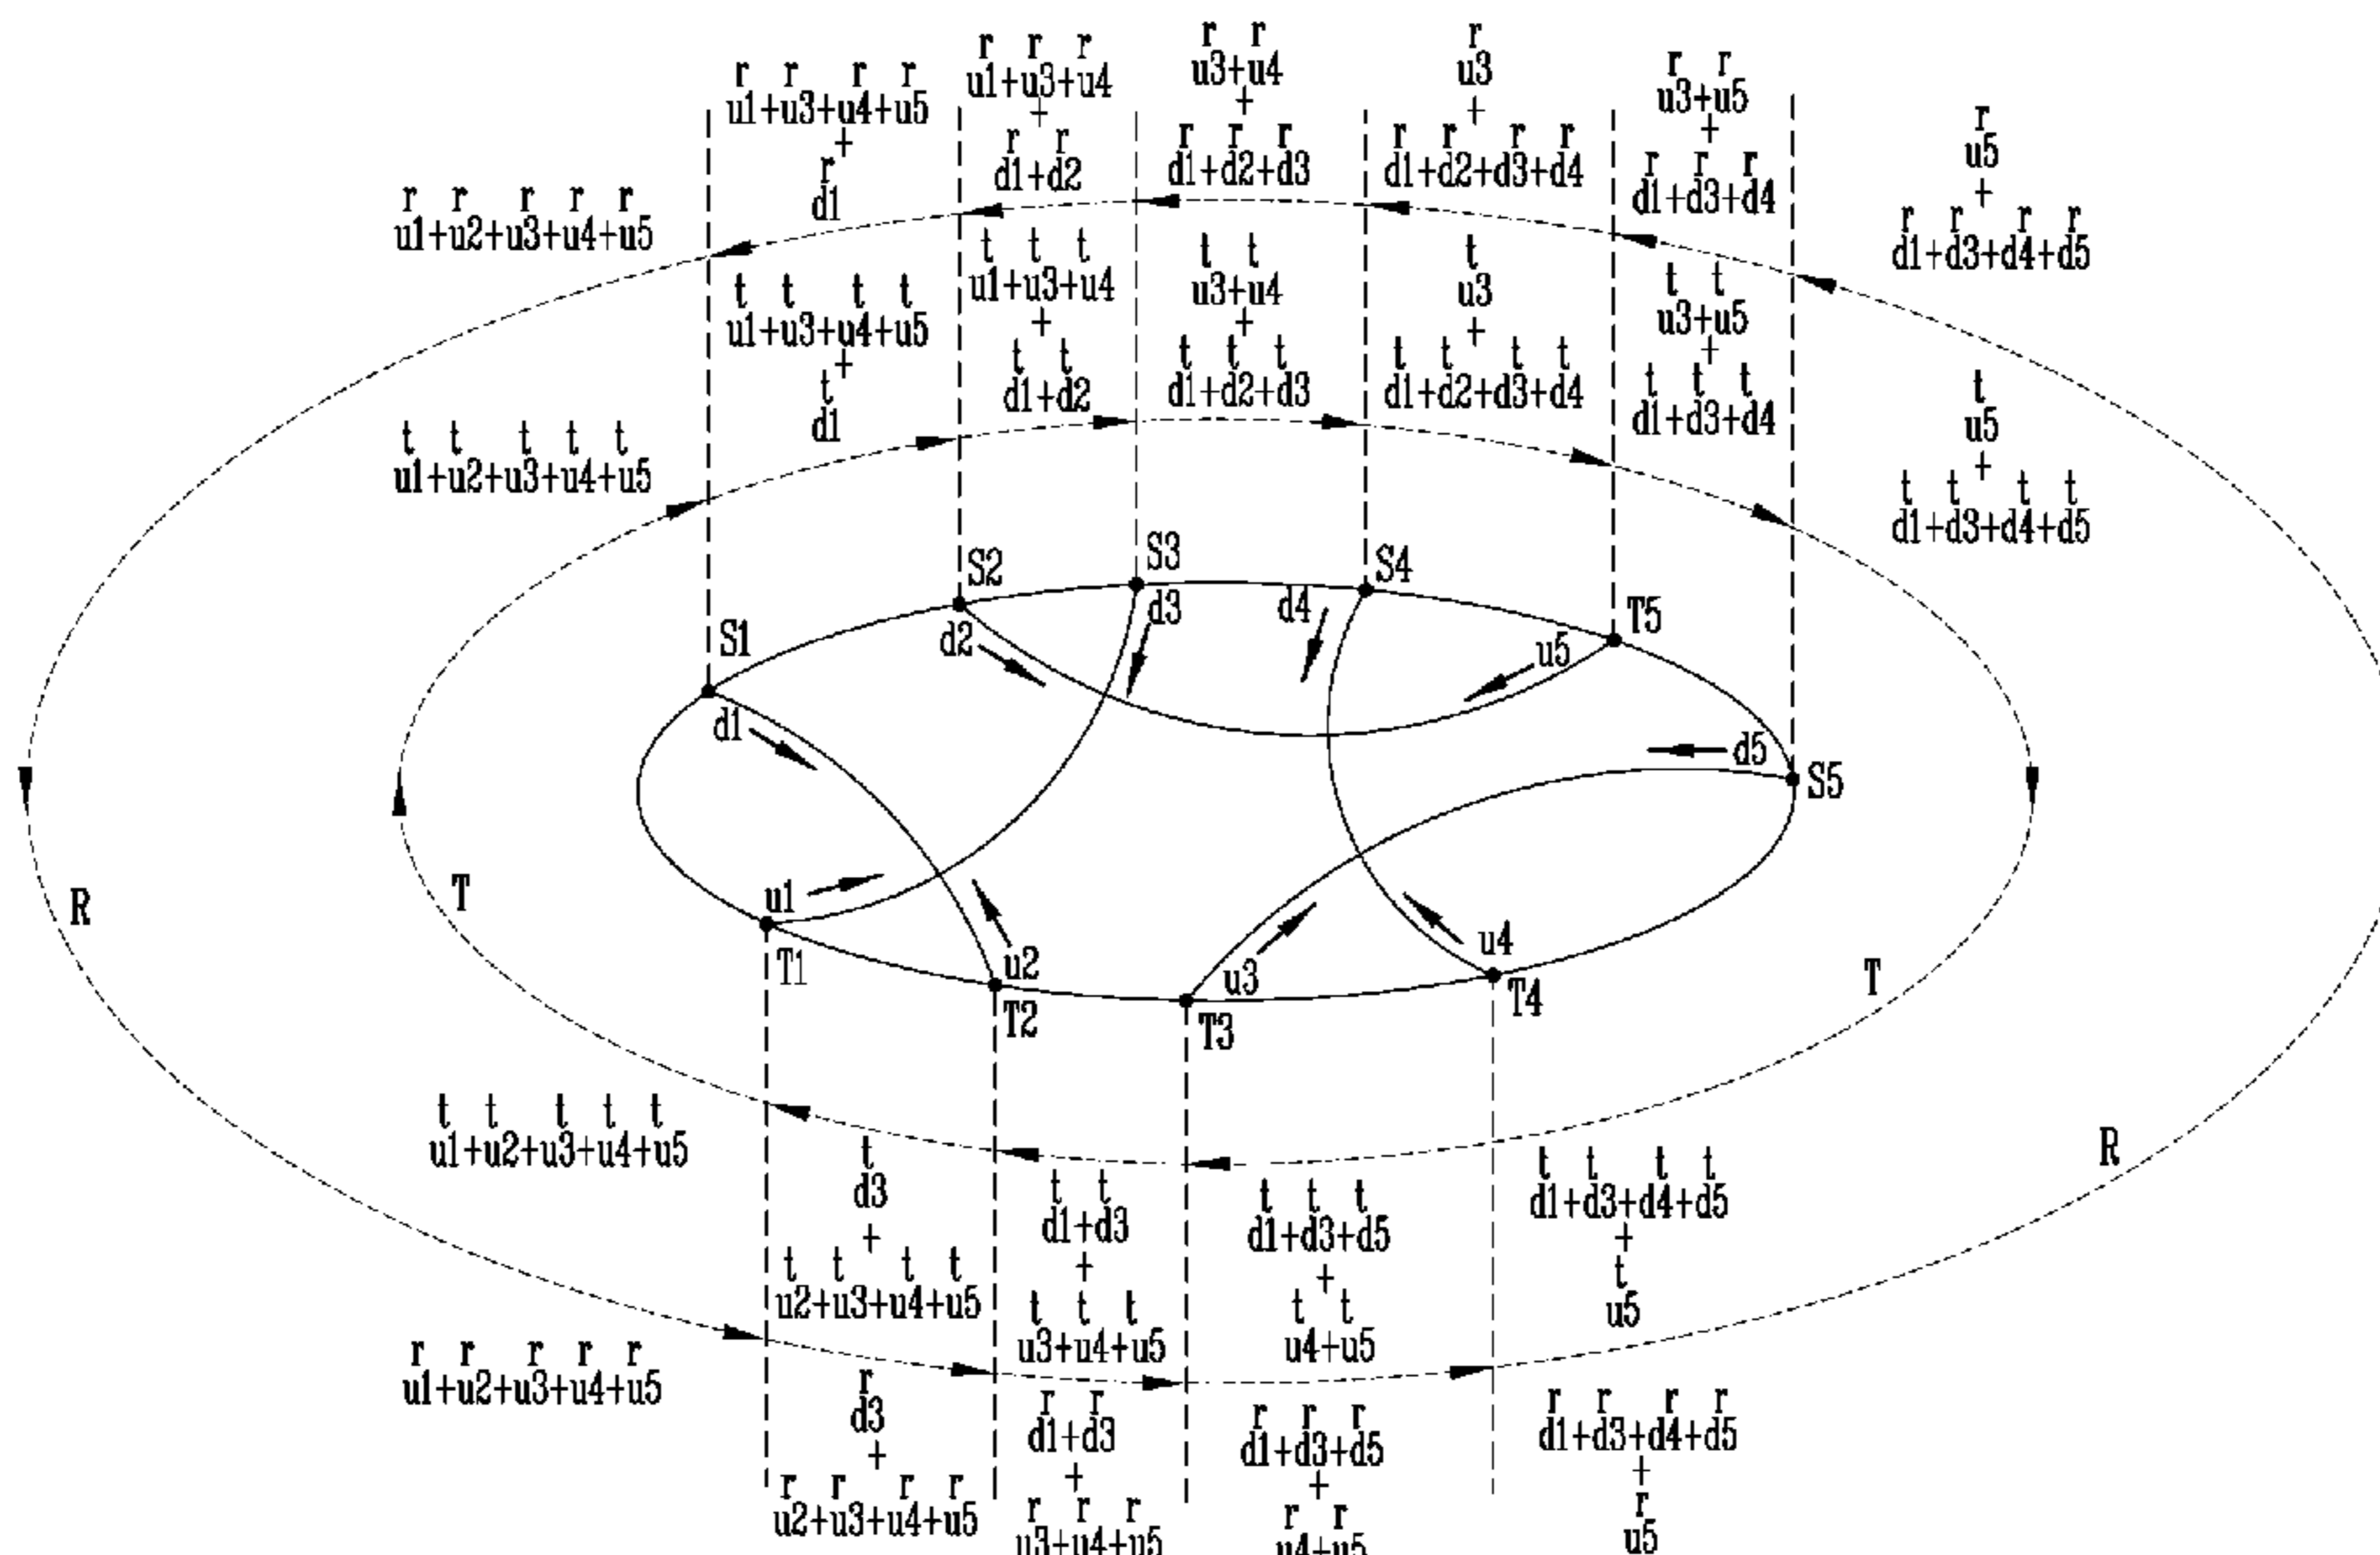 r r r r
u1+u3+u4+u5
+
r
d1
r r r
u1+u3+u4
+
r r
d1+d2
r r
u3+u4
+
r r r
d1+d2+d3
r
u3
+
r r r r
d1+d2+d3+d4
r r
u3+u5
+
r r r
d1+d3+d4
r
u5
+
r r r r
d1+d3+d4+d5
r r r r r
u1+u2+u3+u4+u5
t t t t
u1+u3+u4+u5
+
t
d1
t t t
u1+u3+u4
+
t t
d1+d2
t t
u3+u4
+
t t t
d1+d2+d3
t
u3
+
t t t t
d1+d2+d3+d4
t t
u3+u5
+
t t t
d1+d3+d4
t
u5
+
t t t t
d1+d3+d4+d5
t t t t t
u1+u2+u3+u4+u5
S1
S2
S3
S4
T5
S5
d1
d2
d3
d4
u5
d5
u1
u2
u3
u4
T1
T2
T3
T4
R
T
T
R
t t t t t
u1+u2+u3+u4+u5
t
d3
+
t t t t
u2+u3+u4+u5
t t
d1+d3
+
t t t
u3+u4+u5
t t t
d1+d3+d5
+
t t
u4+u5
t t t t
d1+d3+d4+d5
+
t
u5
r r r r r
u1+u2+u3+u4+u5
r
d3
+
r r r r
u2+u3+u4+u5
r r
d1+d3
+
r r r
u3+u4+u5
r r r
d1+d3+d5
+
r r
u4+u5
r r r r
d1+d3+d4+d5
+
r
u5